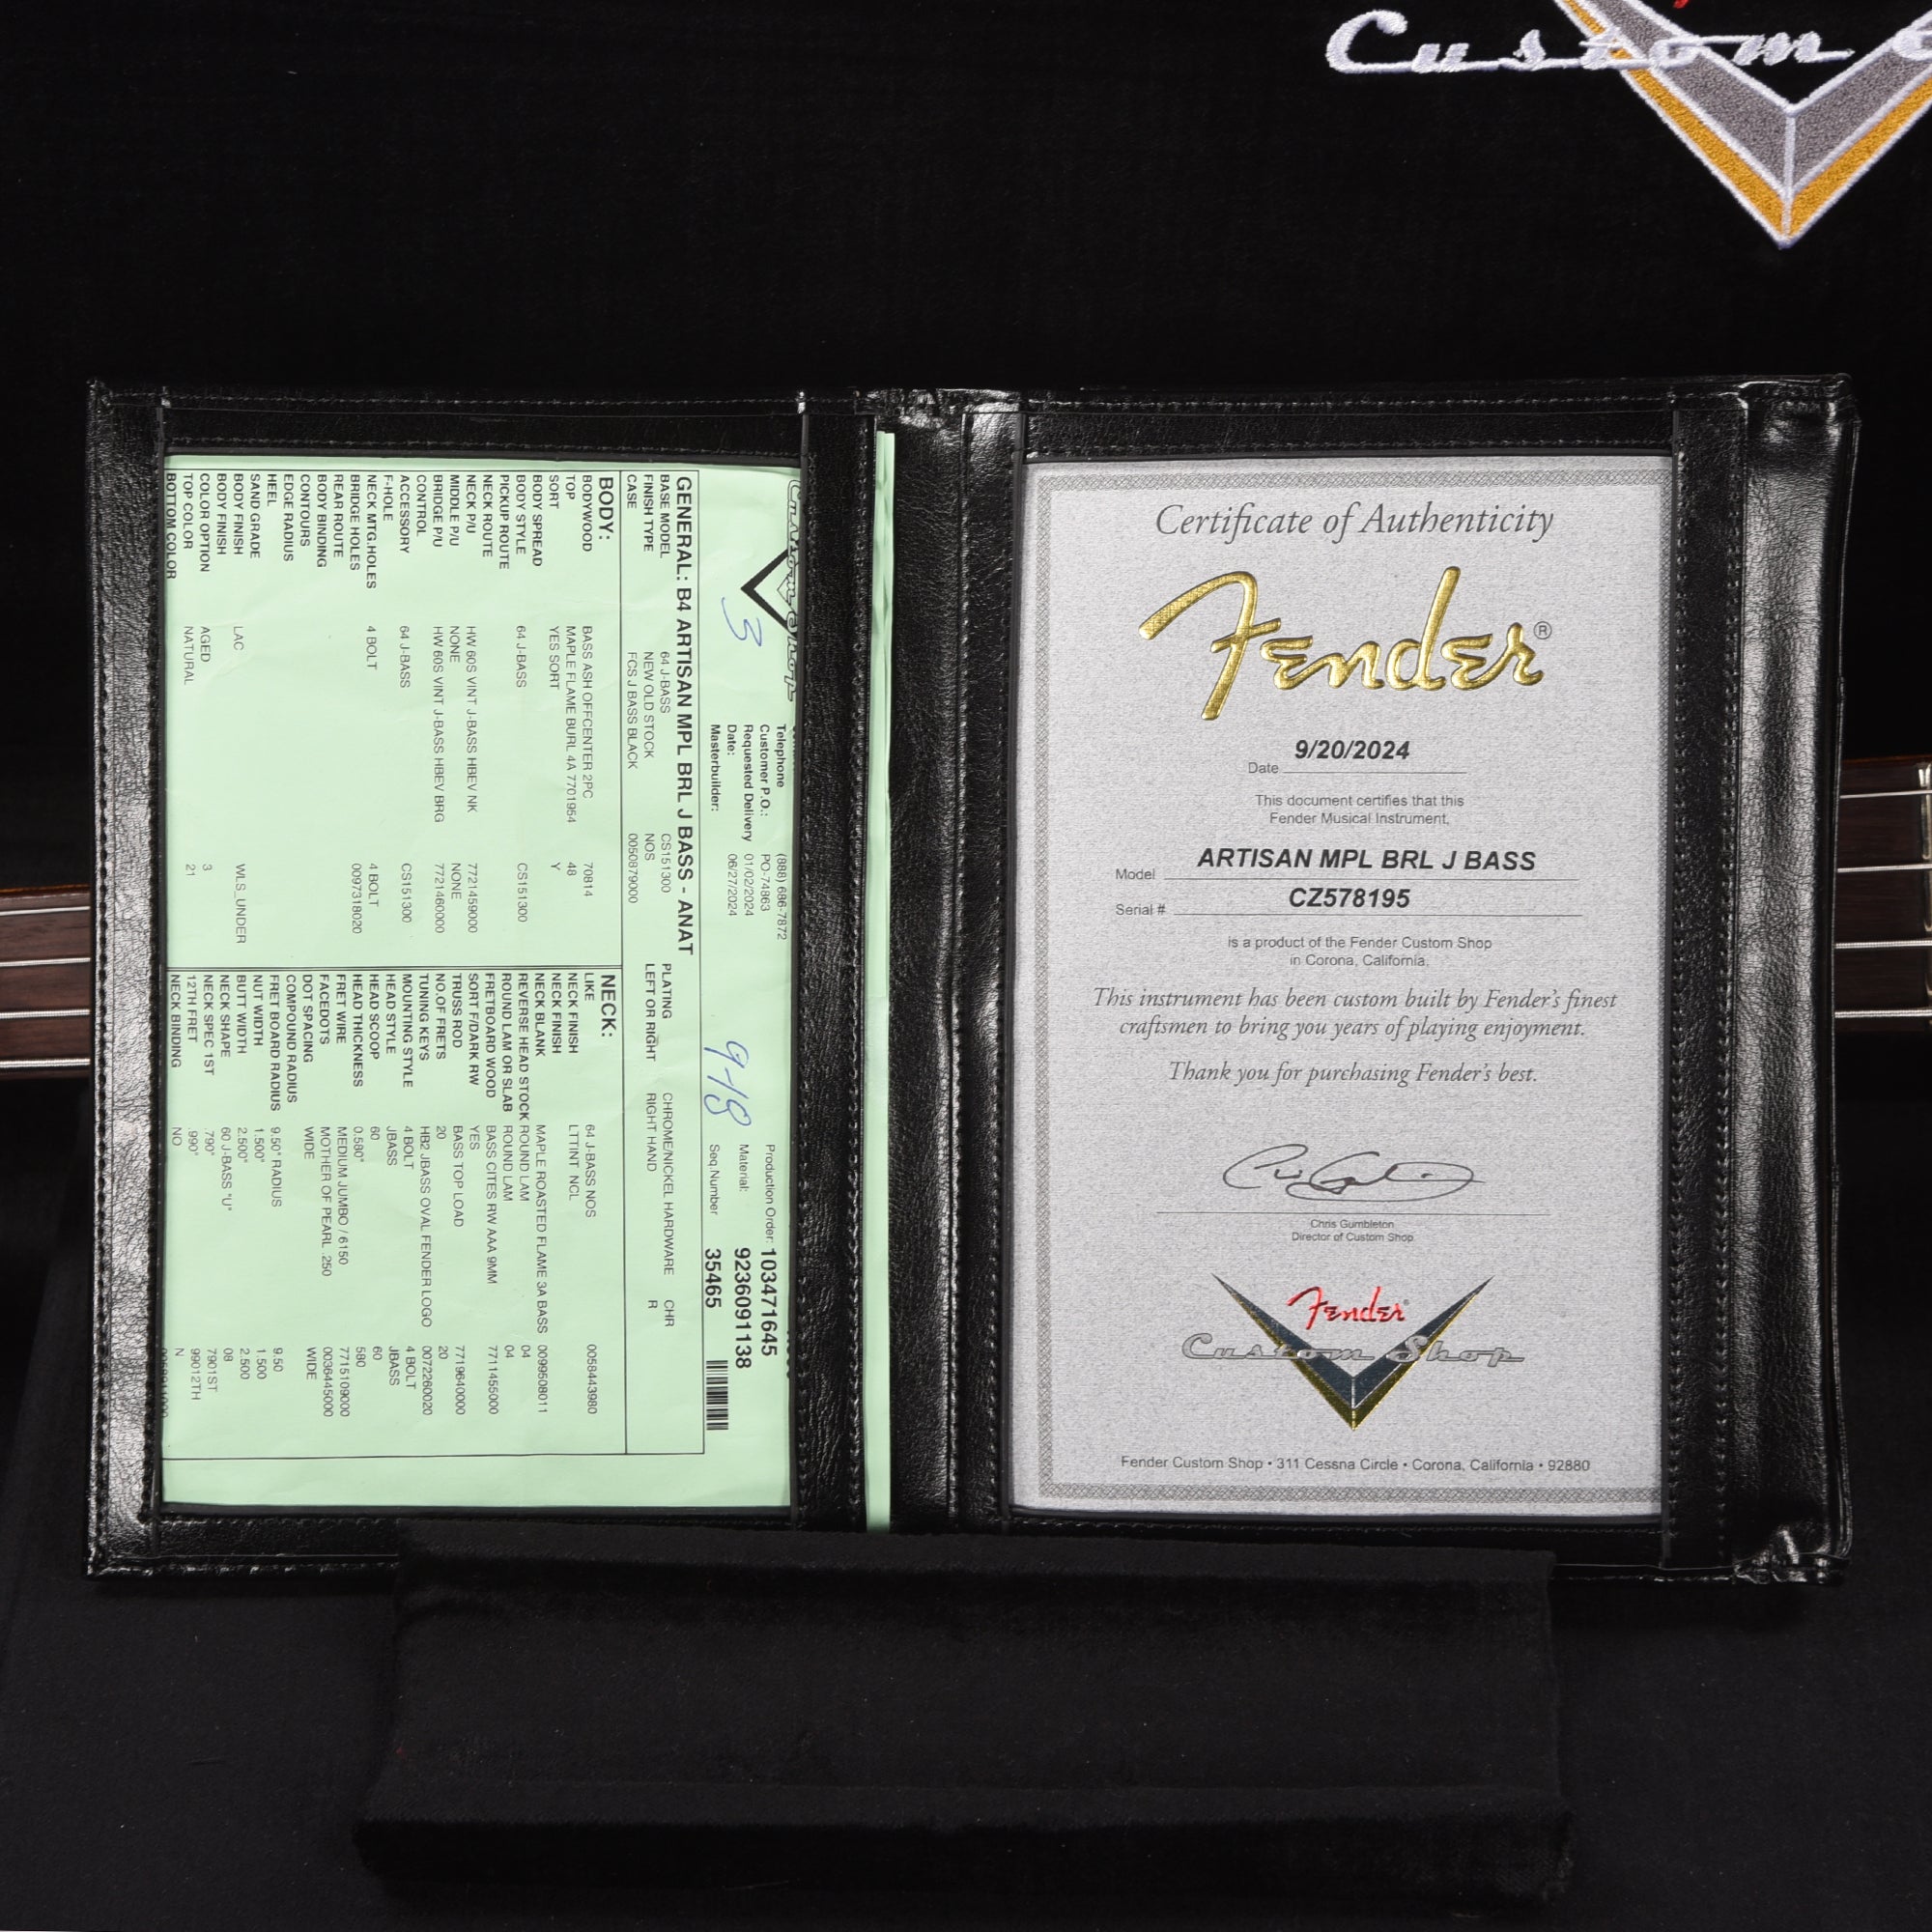 Custom
Custom Shop
3
Telephone (888) 686-7872
Customer P.O.: PO-74863
Requested Delivery 01/02/2024
Date: 06/27/2024
Masterbuilder:
9-18
Production Order: 103471645
Material: 9236091138
Seq Number 35465
GENERAL: B4 ARTISAN MPL BRL J BASS - ANAT
BASE MODEL 64 J-BASS CS151300 PLATING CHROME/NICKEL HARDWARE CHR
FINISH TYPE NEW OLD STOCK NOS LEFT OR RIGHT RIGHT HAND R
CASE FCS J BASS BLACK 0050879000
BODY:
BODYWOOD BASS ASH OFFCENTER 2PC 70814
TOP MAPLE FLAME BURL 4A 7701954 48
SORT YES SORT Y
BODY SPREAD
BODY STYLE 64 J-BASS CS151300
PICKUP ROUTE
NECK ROUTE
NECK P/U HW 60S VINT J-BASS HBEV NK 7721459000
MIDDLE P/U NONE NONE
BRIDGE P/U HW 60S VINT J-BASS HBEV BRG 7721460000
CONTROL
ACCESSORY 64 J-BASS CS151300
F-HOLE
NECK MTG.HOLES 4 BOLT 4 BOLT
BRIDGE HOLES 0097318020
REAR ROUTE
BODY BINDING
CONTOURS
EDGE RADIUS
HEEL
SAND GRADE
BODY FINISH LAC WLS_UNDER
BODY FINISH
COLOR OPTION AGED 3
TOP COLOR NATURAL 21
BOTTOM COLOR
NECK:
LIKE 64 J-BASS NOS 0058443980
NECK FINISH LTTINT NCL
NECK FINISH
NECK BLANK MAPLE ROASTED FLAME 3A BASS 0099508011
REVERSE HEAD STOCK ROUND LAM 04
ROUND LAM OR SLAB ROUND LAM 04
FRETBOARD WOOD BASS CITES RW AAA 9MM 7711455000
SORT F/DARK RW YES
TRUSS ROD BASS TOP LOAD 7719640000
NO.OF FRETS 20 20
TUNING KEYS HB2 JBASS OVAL FENDER LOGO 0072260020
MOUNTING STYLE 4 BOLT 4 BOLT
HEAD STYLE JBASS JBASS
HEAD SCOOP 60 60
HEAD THICKNESS 0.580" 580
FRET WIRE MEDIUM JUMBO / 6150 7715109000
FACEDOTS MOTHER OF PEARL .250 0036445000
DOT SPACING WIDE WIDE
COMPOUND RADIUS
FRET BOARD RADIUS 9.50" RADIUS 9.50
NUT WIDTH 1.500" 1.500
BUTT WIDTH 2.500" 2.500
NECK SHAPE 60 J-BASS "U" 08
NECK SPEC 1ST .790" 7901ST
12TH FRET .990" 99012TH
NECK BINDING NO N
Certificate of Authenticity
Fender®
9/20/2024
Date
This document certifies that this
Fender Musical Instrument,
ARTISAN MPL BRL J BASS
Model
CZ578195
Serial #
is a product of the Fender Custom Shop
in Corona, California.
This instrument has been custom built by Fender's finest
craftsmen to bring you years of playing enjoyment.
Thank you for purchasing Fender's best.
Chris Gumbleton
Director of Custom Shop
Fender
Custom Shop
Fender Custom Shop • 311 Cessna Circle • Corona, California • 92880